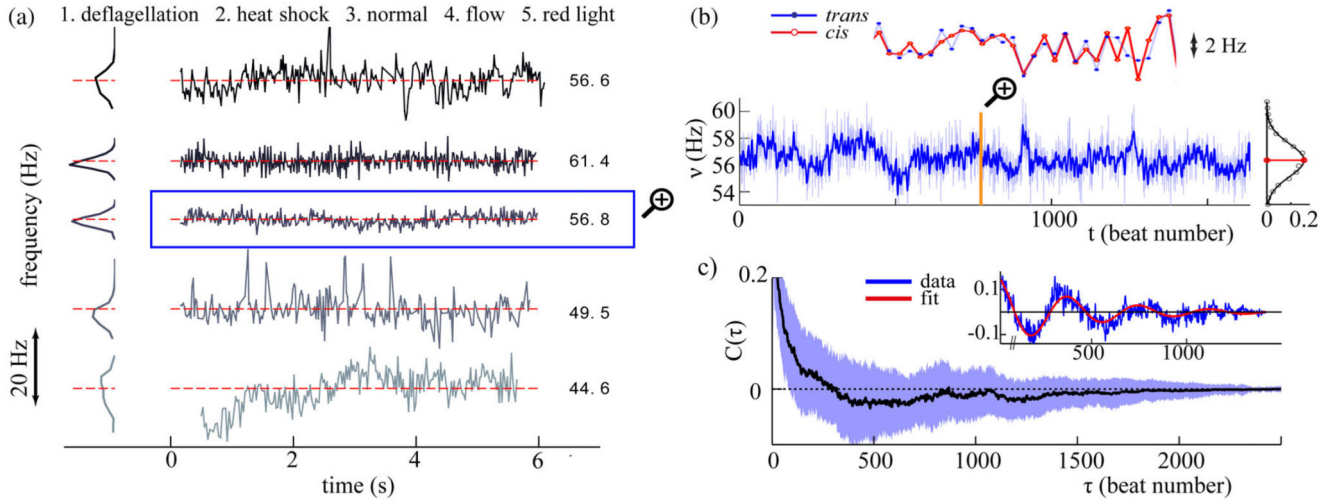 (a) 1. deflagellation 2. heat shock 3. normal 4. flow 5. red light
56. 6
61. 4
56. 8
49. 5
44. 6
frequency (Hz)
20 Hz
0 2 4 6
time (s)
(b)
trans
cis
2 Hz
ν (Hz)
60
58
56
54
0 1000
t (beat number)
0 0.2
c)
data
fit
0.2
C(τ)
0
0.1
-0.1
500 1000
0 500 1000 1500 2000
τ (beat number)